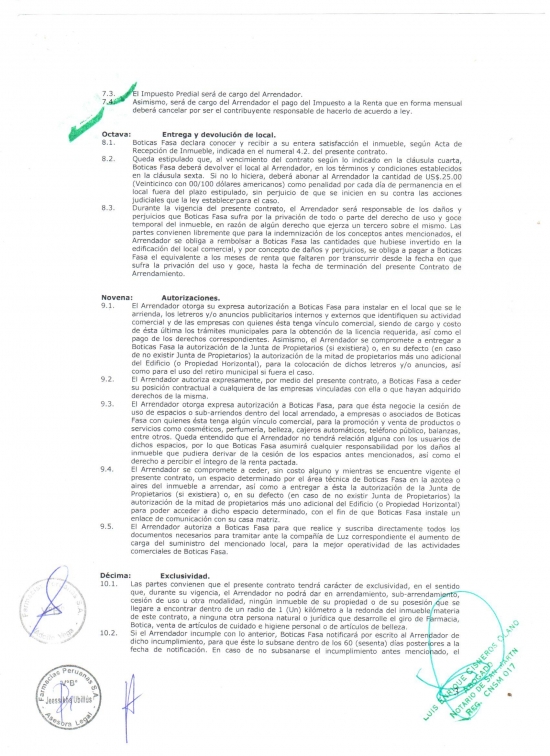 7.3. El Impuesto Predial será de cargo del Arrendador.
7.4. Asimismo, será de cargo del Arrendador el pago del Impuesto a la Renta que en forma mensual
deberá cancelar por ser el contribuyente responsable de hacerlo de acuerdo a ley.
Octava: Entrega y devolución de local.
8.1. Boticas Fasa declara conocer y recibir a su entera satisfacción el inmueble, según Acta de
Recepción de Inmueble, indicada en el numeral 4.2. del presente contrato.
8.2. Queda estipulado que, al vencimiento del contrato según lo indicado en la cláusula cuarta,
Boticas Fasa deberá devolver el local al Arrendador, en los términos y condiciones establecidos
en la cláusula sexta. Si no lo hiciera, deberá abonar al Arrendador la cantidad de US$.25.00
(Veinticinco con 00/100 dólares americanos) como penalidad por cada día de permanencia en el
local fuera del plazo estipulado, sin perjuicio de que se inicien en su contra las acciones
judiciales que la ley establece para el caso.
8.3. Durante la vigencia del presente contrato, el Arrendador será responsable de los daños y
perjuicios que Boticas Fasa sufra por la privación de todo o parte del derecho de uso y goce
temporal del inmueble, en razón de algún derecho que ejerza un tercero sobre el mismo. Las
partes convienen libremente que para la indemnización de los conceptos antes mencionados, el
Arrendador se obliga a rembolsar a Boticas Fasa las cantidades que hubiese invertido en la
edificación del local comercial, y por concepto de daños y perjuicios, se obliga a pagar a Boticas
Fasa el equivalente a los meses de renta que faltaren por transcurrir desde la fecha en que
sufra la privación del uso y goce, hasta la fecha de terminación del presente Contrato de
Arrendamiento.
Novena: Autorizaciones.
9.1. El Arrendador otorga su expresa autorización a Boticas Fasa para instalar en el local que se le
arrienda, los letreros y/o anuncios publicitarios internos y externos que identifiquen su actividad
comercial y de las empresas con quienes ésta tenga vínculo comercial, siendo de cargo y costo
de ésta última los trámites municipales para la obtención de la licencia requerida, así como el
pago de los derechos correspondientes. Asimismo, el Arrendador se compromete a entregar a
Boticas Fasa la autorización de la Junta de Propietarios (si existiera) o, en su defecto (en caso
de no existir Junta de Propietarios) la autorización de la mitad de propietarios más uno adicional
del Edificio (o Propiedad Horizontal), para la colocación de dichos letreros y/o anuncios, así
como para el uso del retiro municipal si fuera el caso.
9.2. El Arrendador autoriza expresamente, por medio del presente contrato, a Boticas Fasa a ceder
su posición contractual a cualquiera de las empresas vinculadas con ella o que hayan adquirido
derechos de la misma.
9.3. El Arrendador otorga expresa autorización a Boticas Fasa, para que ésta negocie la cesión de
uso de espacios o sub-arriendos dentro del local arrendado, a empresas o asociados de Boticas
Fasa con quienes ésta tenga algún vínculo comercial, para la promoción y venta de productos o
servicios como cosméticos, perfumería, belleza, cajeros automáticos, teléfono público, balanzas,
entre otros. Queda entendido que el Arrendador no tendrá relación alguna con los usuarios de
dichos espacios, por lo que Boticas Fasa asumirá cualquier responsabilidad por los daños al
inmueble que pudiera derivar de la cesión de los espacios antes mencionados, así como el
derecho a percibir el íntegro de la renta pactada.
9.4. El Arrendador se compromete a ceder, sin costo alguno y mientras se encuentre vigente el
presente contrato, un espacio determinado por el área técnica de Boticas Fasa en la azotea o
aires del inmueble a arrendar, así como a entregar a ésta la autorización de la Junta de
Propietarios (si existiera) o, en su defecto (en caso de no existir Junta de Propietarios) la
autorización de la mitad de propietarios más uno adicional del Edificio (o Propiedad Horizontal)
para poder acceder a dicho espacio determinado, con el fin de que Boticas Fasa instale un
enlace de comunicación con su casa matriz.
9.5. El Arrendador autoriza a Boticas Fasa para que realice y suscriba directamente todos los
documentos necesarios para tramitar ante la compañía de Luz correspondiente el aumento de
carga del suministro del mencionado local, para la mejor operatividad de las actividades
comerciales de Boticas Fasa.
Décima: Exclusividad.
10.1. Las partes convienen que el presente contrato tendrá carácter de exclusividad, en el sentido
que, durante su vigencia, el Arrendador no podrá dar en arrendamiento, sub-arrendamiento,
cesión de uso u otra modalidad, ningún inmueble de su propiedad o de su posesión que se
llegare a encontrar dentro de un radio de 1 (Un) kilómetro a la redonda del inmueble materia
de este contrato, a ninguna otra persona natural o jurídica que desarrolle el giro de Farmacia,
Botica, venta de artículos de cuidado e higiene personal o de artículos de belleza.
10.2. Si el Arrendador incumple con lo anterior, Boticas Fasa notificará por escrito al Arrendador de
dicho incumplimiento, para que éste lo subsane dentro de los 60 (sesenta) días posteriores a
la fecha de notificación. En caso de no subsanarse el incumplimiento antes mencionado, el
3
Farmacias Peruanas S.A.
VºBº
Asesora Legal
LUIS ENRIQUE CISNEROS OLANO
ABOGADO
NOTARIO DE SAN MARTIN
REG. CNSM 017